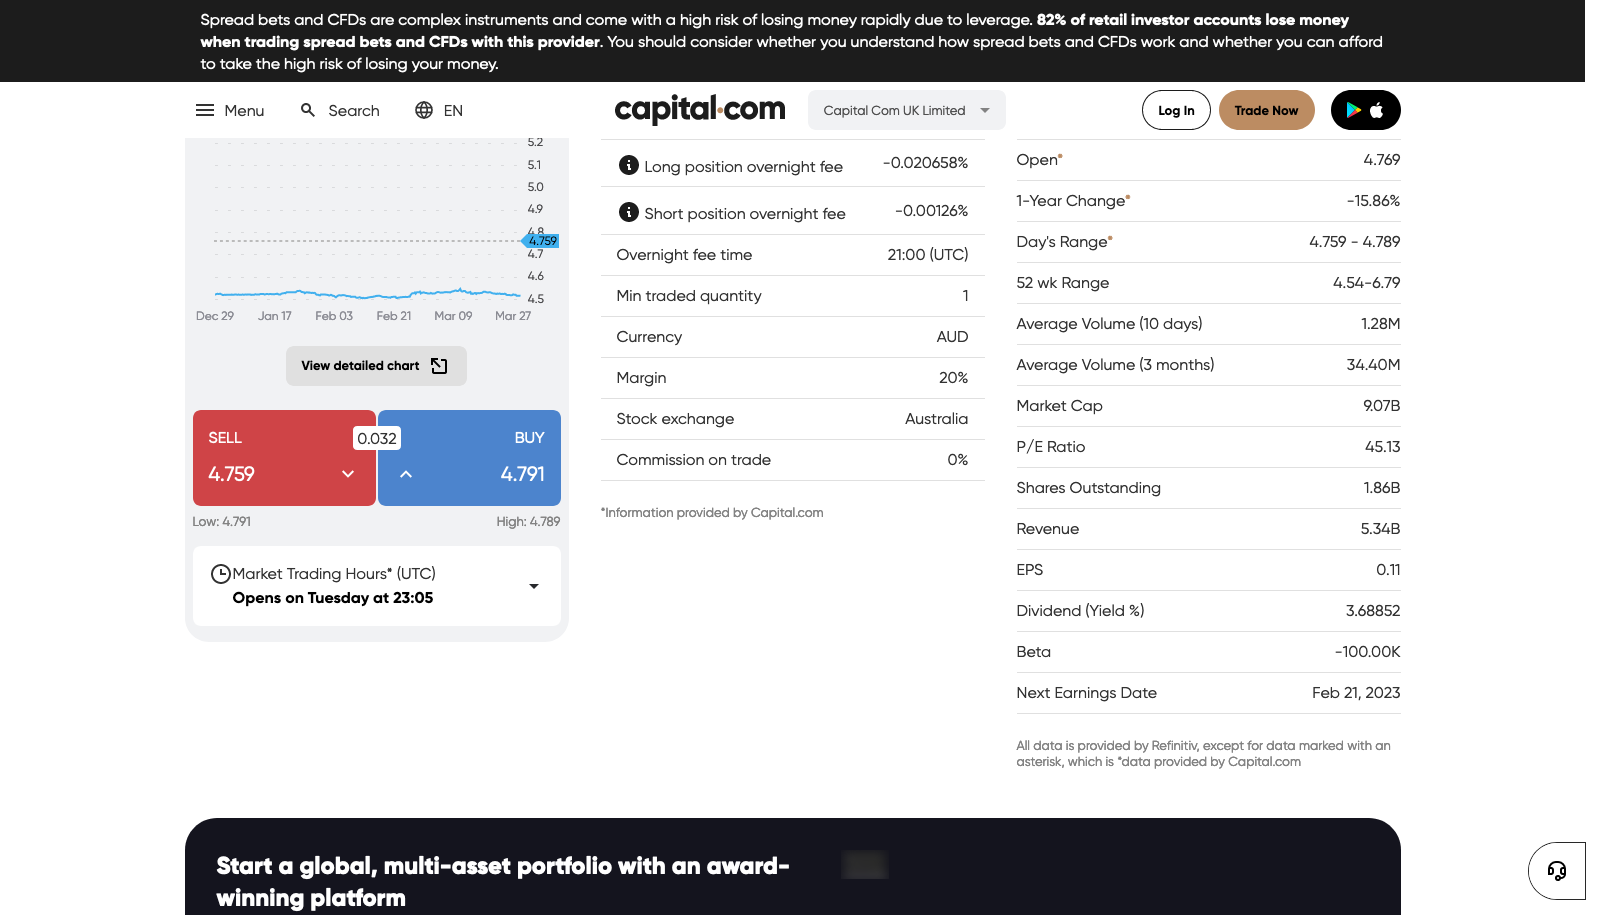 Spread bets and CFDs are complex instruments and come with a high risk of losing money rapidly due to leverage. 82% of retail investor accounts lose money
when trading spread bets and CFDs with this provider. You should consider whether you understand how spread bets and CFDs work and whether you can afford
to take the high risk of losing your money.
Menu Search EN
capital.com
Capital Com UK Limited
Log In Trade Now
5.2
5.1
5.0
4.9
4.8
4.759
4.7
4.6
4.5
Dec 29 Jan 17 Feb 03 Feb 21 Mar 09 Mar 27
View detailed chart
SELL 0.032 BUY
4.759 4.791
Low: 4.791 High: 4.789
Market Trading Hours* (UTC)
Opens on Tuesday at 23:05
Long position overnight fee -0.020658%
Short position overnight fee -0.00126%
Overnight fee time 21:00 (UTC)
Min traded quantity 1
Currency AUD
Margin 20%
Stock exchange Australia
Commission on trade 0%
*Information provided by Capital.com
Open* 4.769
1-Year Change* -15.86%
Day's Range* 4.759 - 4.789
52 wk Range 4.54-6.79
Average Volume (10 days) 1.28M
Average Volume (3 months) 34.40M
Market Cap 9.07B
P/E Ratio 45.13
Shares Outstanding 1.86B
Revenue 5.34B
EPS 0.11
Dividend (Yield %) 3.68852
Beta -100.00K
Next Earnings Date Feb 21, 2023
All data is provided by Refinitiv, except for data marked with an
asterisk, which is *data provided by Capital.com
Start a global, multi-asset portfolio with an award-
winning platform